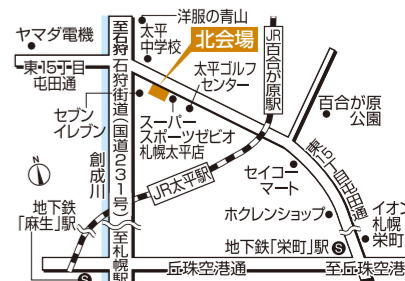 ヤマダ電機
至石狩
洋服の青山
太平
中学校
北会場
JR
百合が原駅
東15丁目
屯田通
石狩街道(国道231号)
太平ゴルフ
センター
百合が原
公園
セブン
イレブン
スーパー
スポーツゼビオ
札幌太平店
創成川
N
JR太平駅
東15丁目屯田通
セイコー
マート
ホクレンショップ
イオン
札幌
栄町
地下鉄
「麻生」駅
至札幌駅
地下鉄「栄町」駅
S
S
丘珠空港通
至丘珠空港